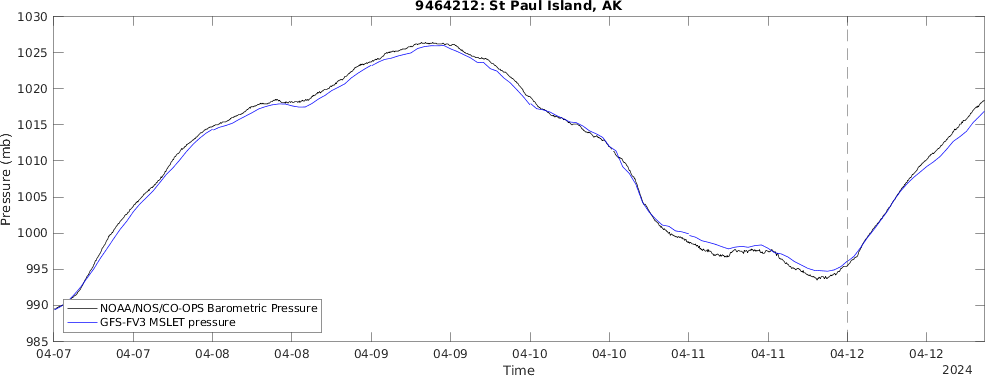 9464212: St Paul Island, AK
1030
1025
1020
1015
1010
1005
1000
995
990
985
Pressure (mb)
NOAA/NOS/CO-OPS Barometric Pressure
GFS-FV3 MSLET pressure
04-07 04-07 04-08 04-08 04-09 04-09 04-10 04-10 04-11 04-11 04-12 04-12
Time
2024